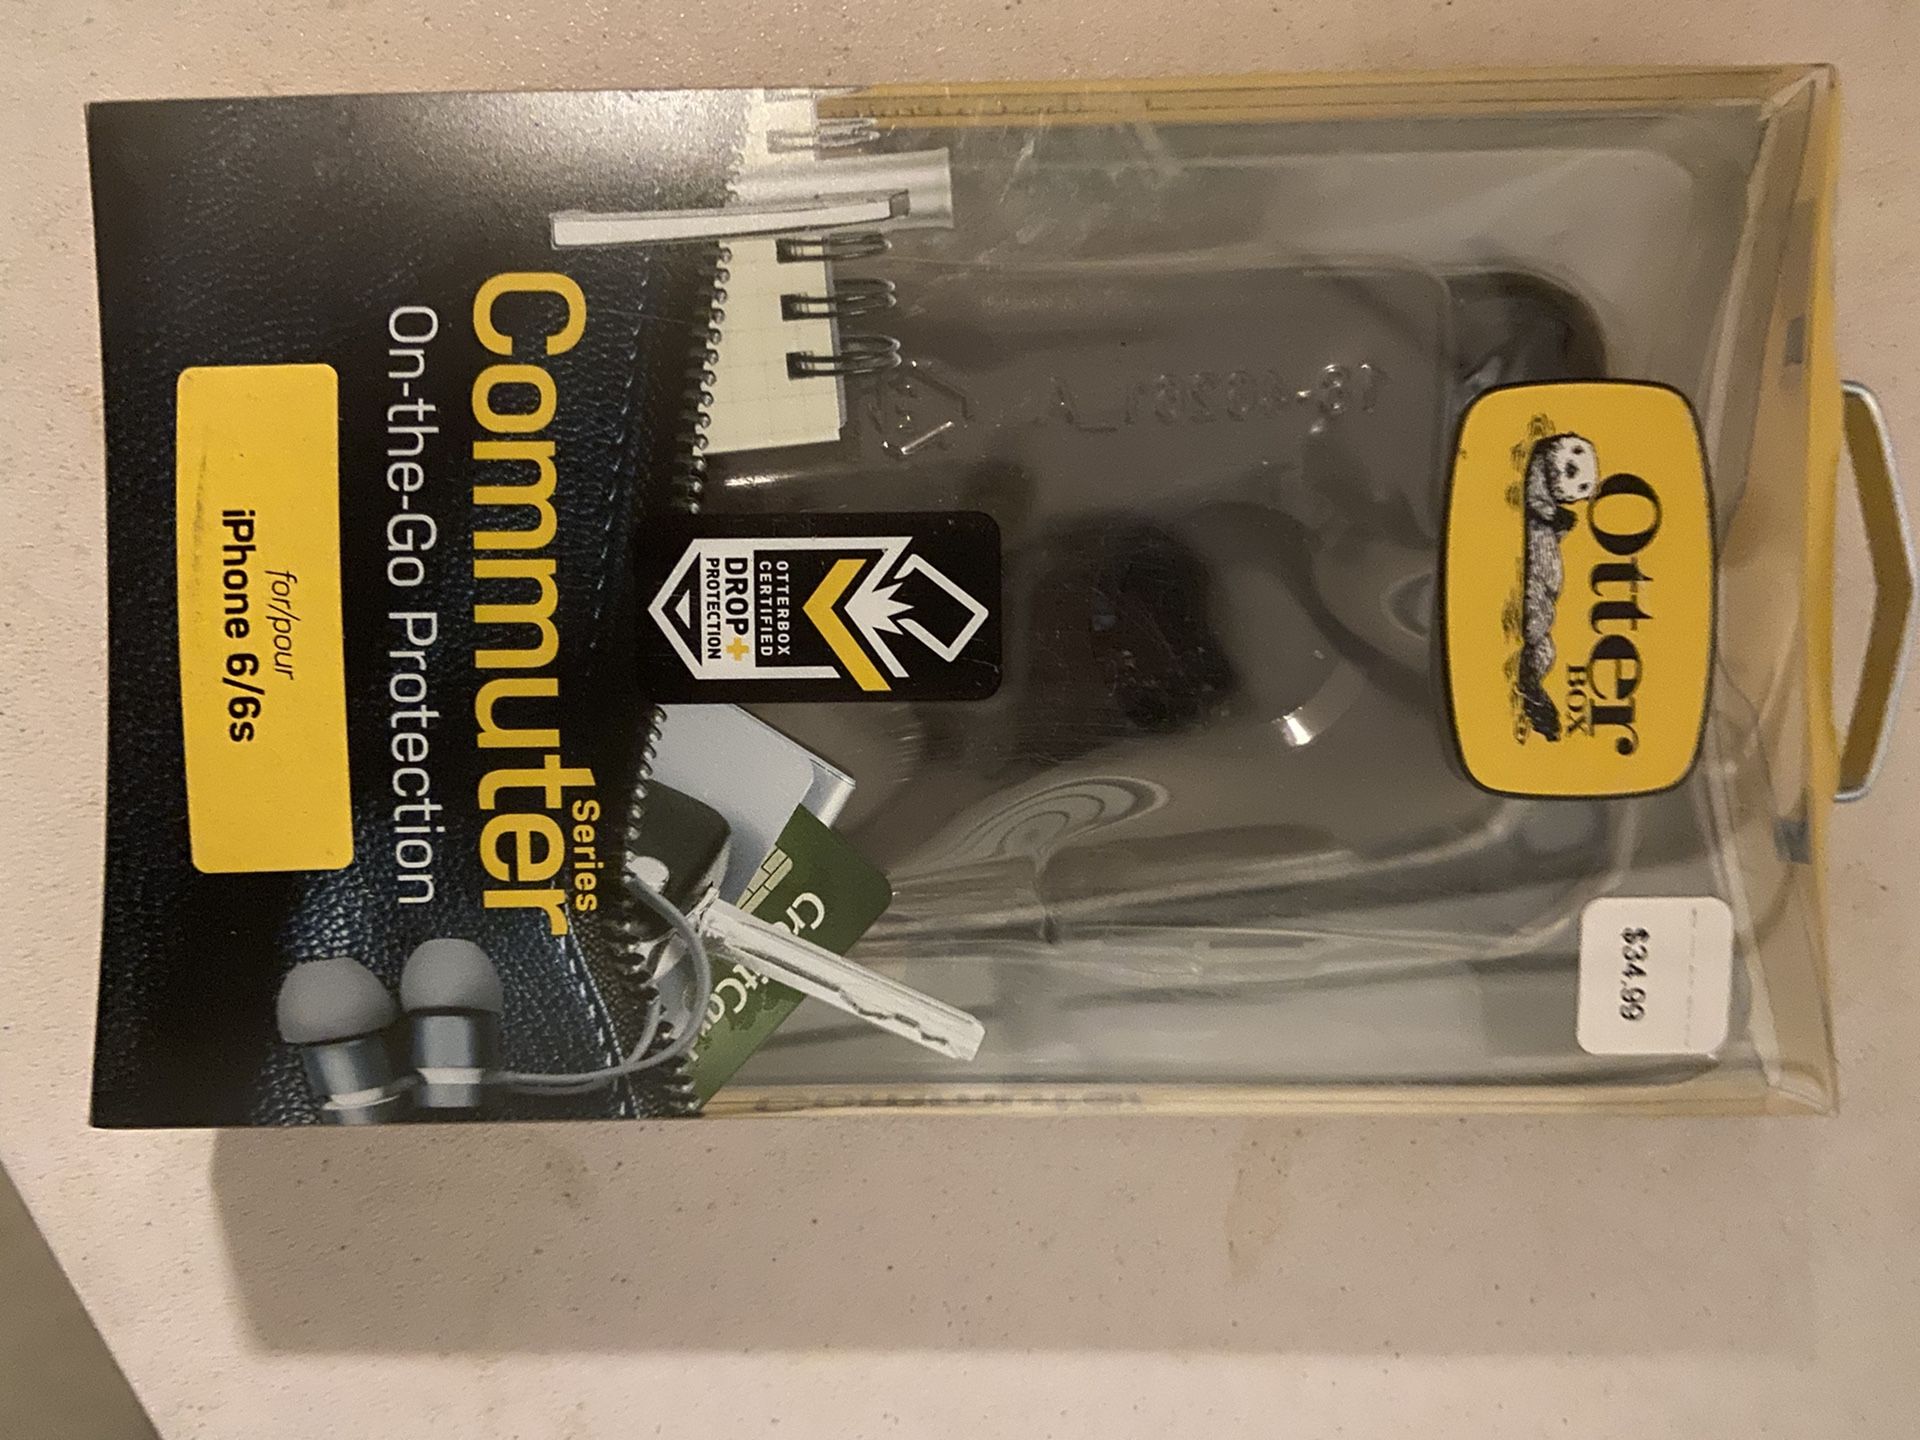 Otter
BOX
$34.99
OTTERBOX
CERTIFIED
DROP+
PROTECTION
Series
Commuter
On-the-Go Protection
for/pour
iPhone 6/6s